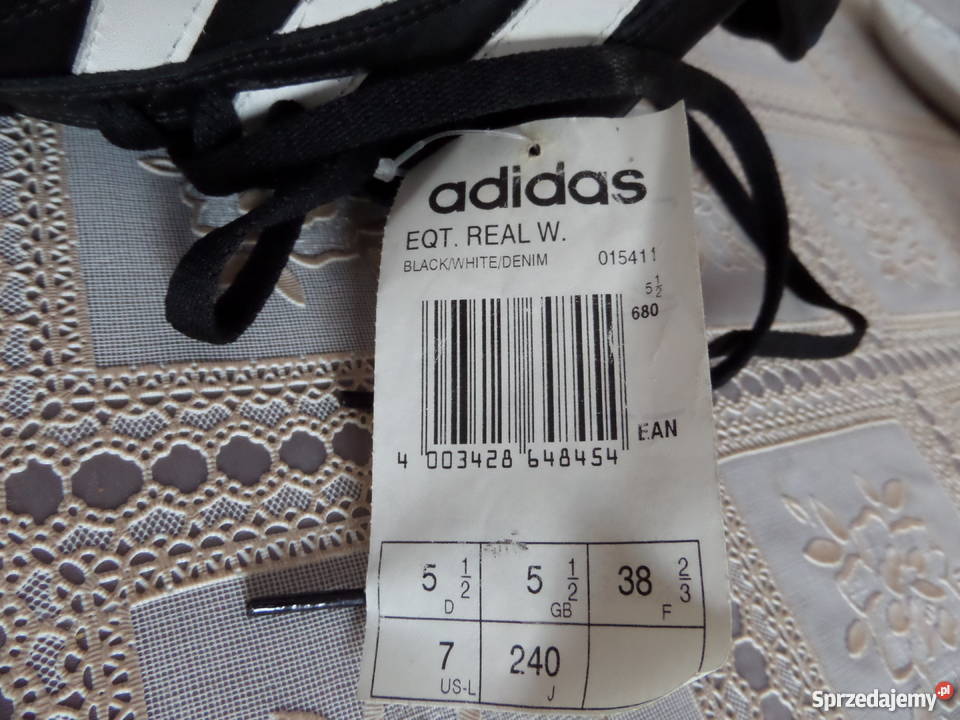 adidas
EQT. REAL W.
BLACK/WHITE/DENIM 015411
5 1/2
680
EAN
4 003428 648454
5 1/2 D 5 1/2 GB 38 2/3 F
7 US-L 240 J
Sprzedajemy.pl